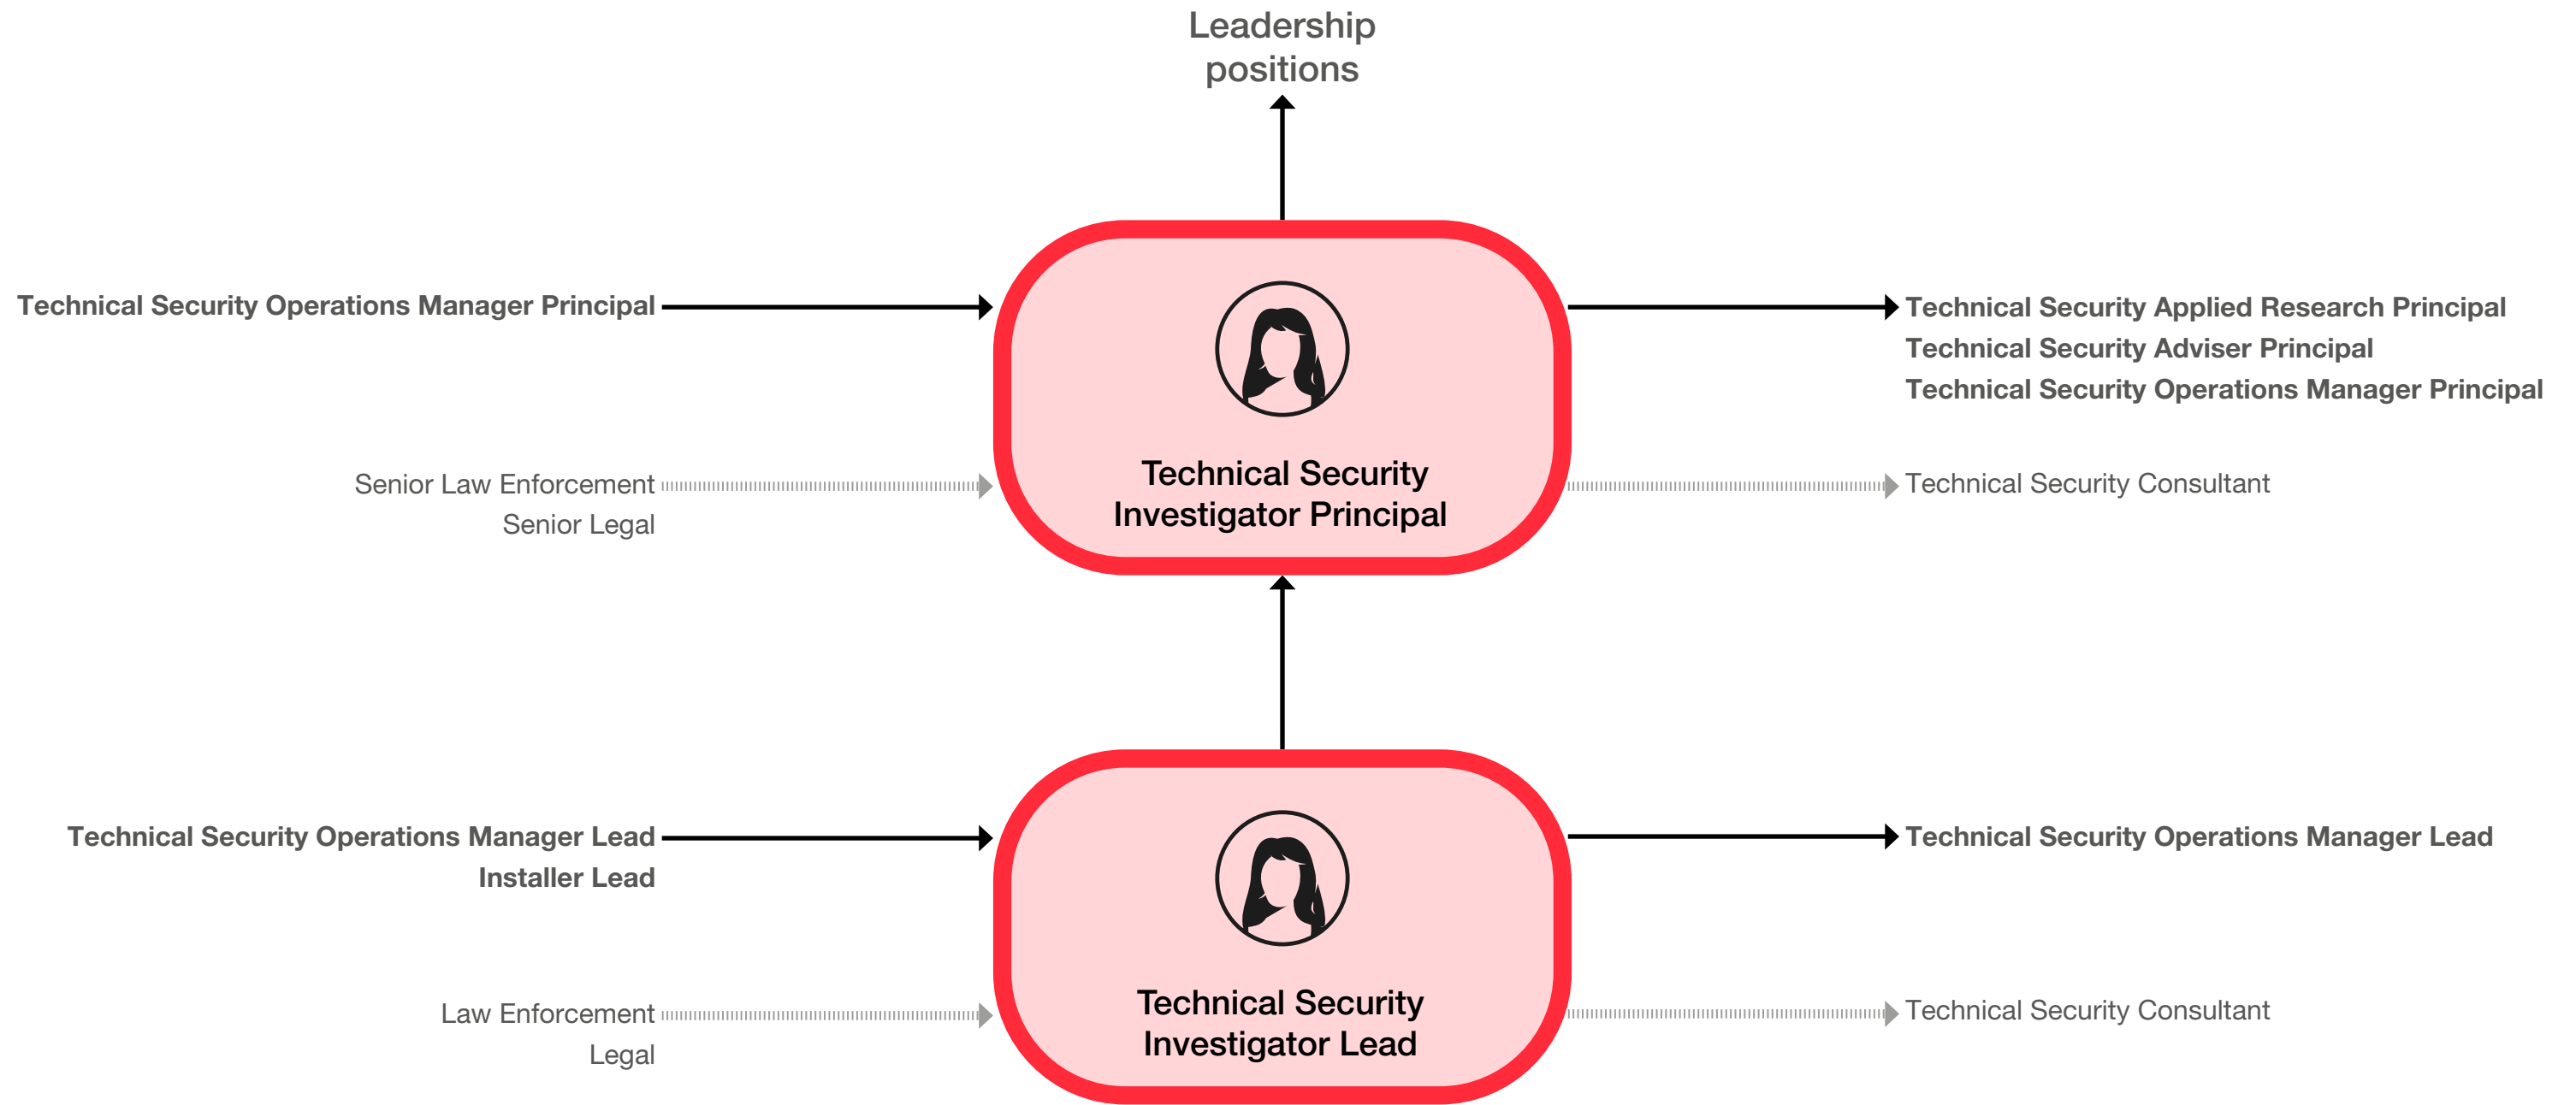 Leadership
positions
Technical Security Operations Manager Principal
Senior Law Enforcement
Senior Legal
Technical Security
Investigator Principal
Technical Security Applied Research Principal
Technical Security Adviser Principal
Technical Security Operations Manager Principal
Technical Security Consultant
Technical Security Operations Manager Lead
Installer Lead
Law Enforcement
Legal
Technical Security
Investigator Lead
Technical Security Operations Manager Lead
Technical Security Consultant